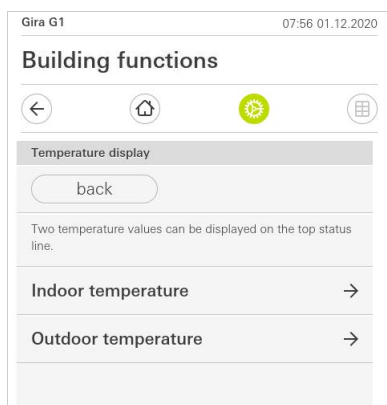 Gira G1 07:56 01.12.2020
Building functions
Temperature display
back
Two temperature values can be displayed on the top status
line.
Indoor temperature
Outdoor temperature